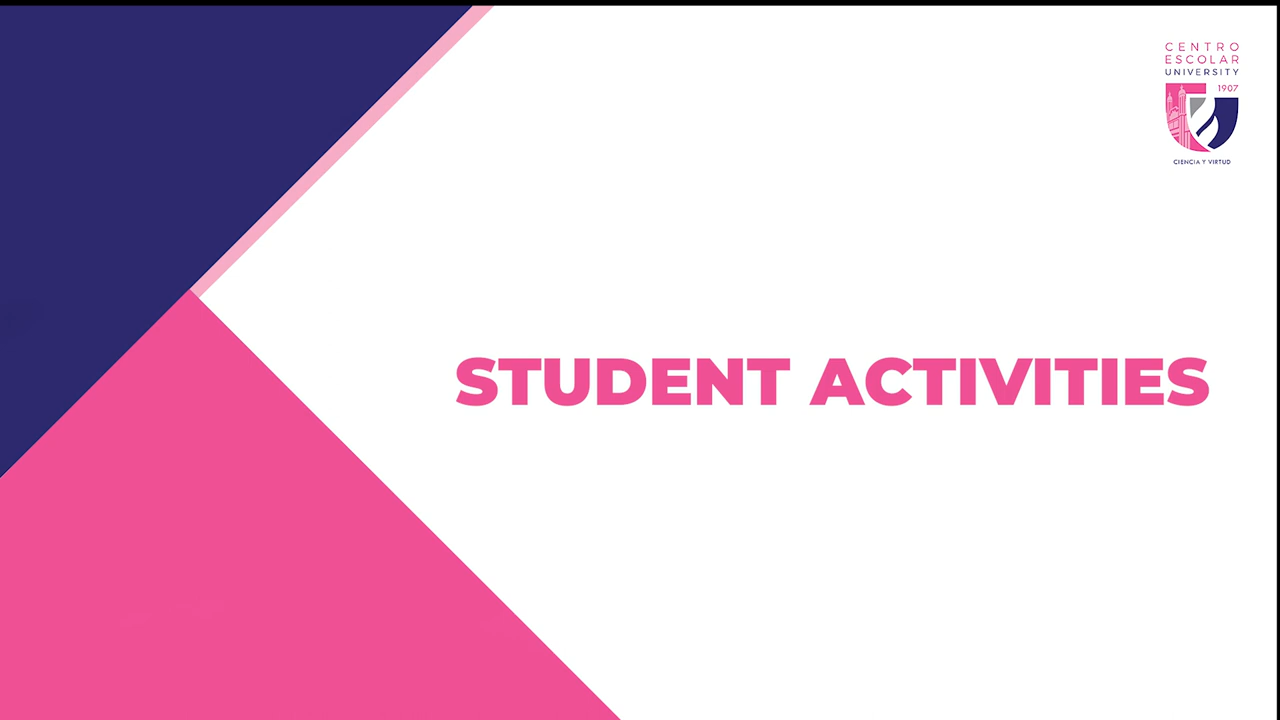 CENTRO
ESCOLAR
UNIVERSITY
1907
CIENCIA Y VIRTUD
STUDENT ACTIVITIES